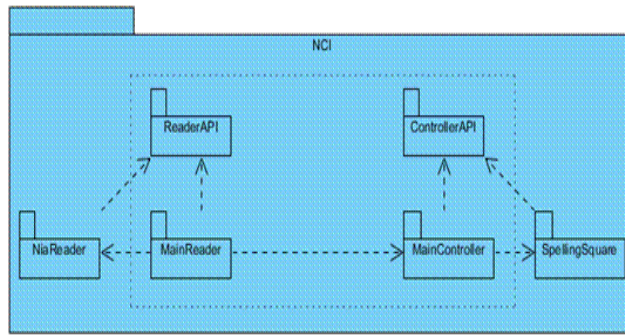 NCI
ReaderAPI
ControllerAPI
NiaReader
MainReader
MainController
SpellingSquare